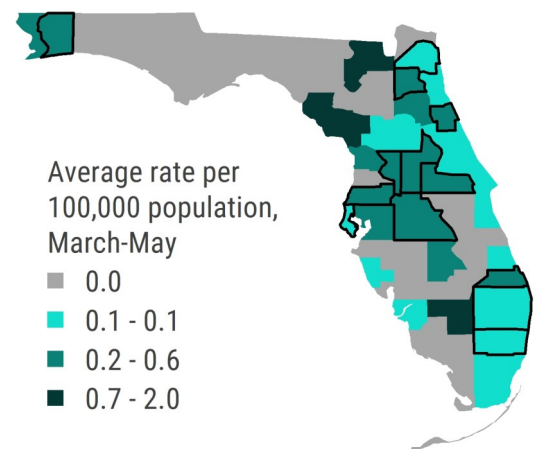 Average rate per
100,000 population,
March-May
0.0
0.1 - 0.1
0.2 - 0.6
0.7 - 2.0